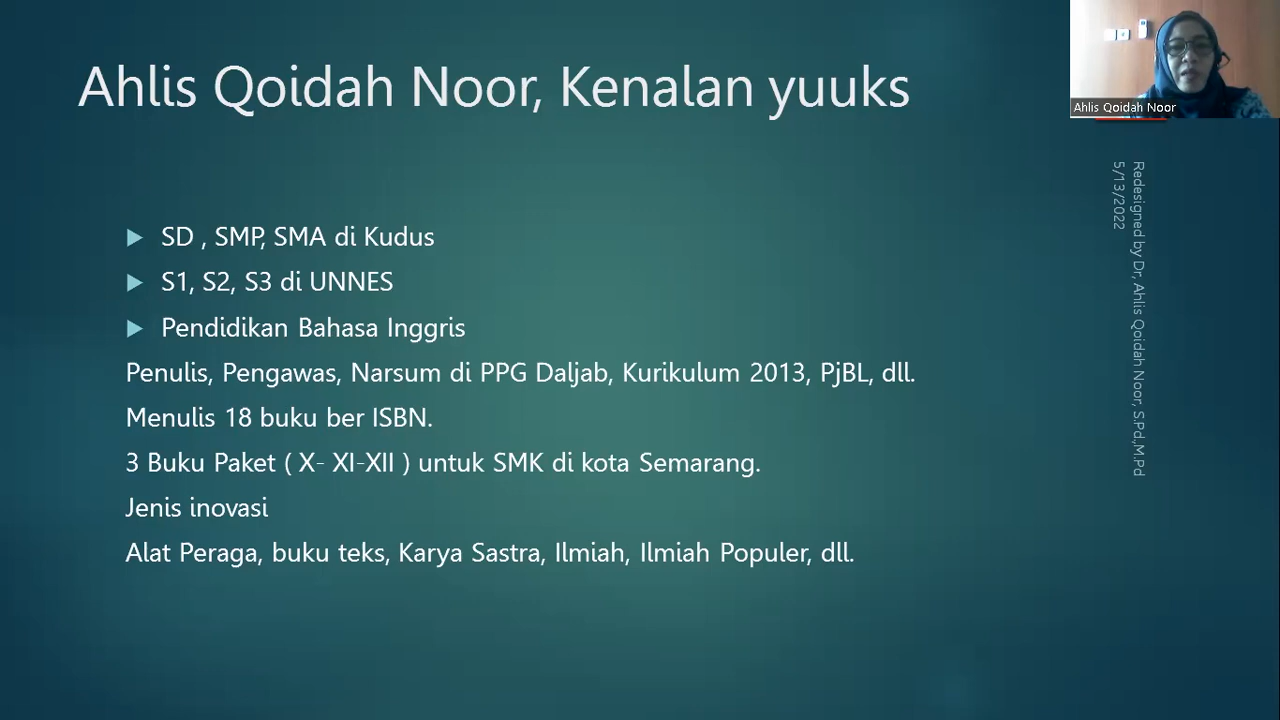 Ahlis Qoidah Noor, Kenalan yuuks
Ahlis Qoidah Noor
SD , SMP, SMA di Kudus
S1, S2, S3 di UNNES
Pendidikan Bahasa Inggris
Penulis, Pengawas, Narsum di PPG Daljab, Kurikulum 2013, PjBL, dll.
Menulis 18 buku ber ISBN.
3 Buku Paket ( X- XI-XII ) untuk SMK di kota Semarang.
Jenis inovasi
Alat Peraga, buku teks, Karya Sastra, Ilmiah, Ilmiah Populer, dll.
Redesigned by Dr, Ahlis Qoidah Noor, S.Pd.,M.Pd
5/13/2022